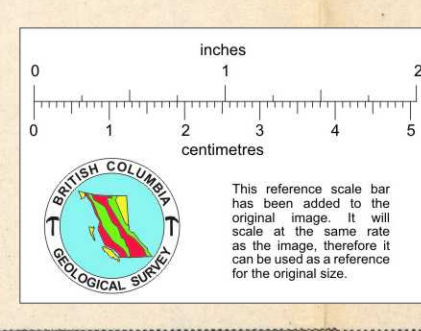 inches
0 1 2
0 1 2 3 4 5
centimetres
BRITISH COLUMBIA
GEOLOGICAL SURVEY
This reference scale bar
has been added to the
original image. It will
scale at the same rate
as the image, therefore it
can be used as a reference
for the original size.